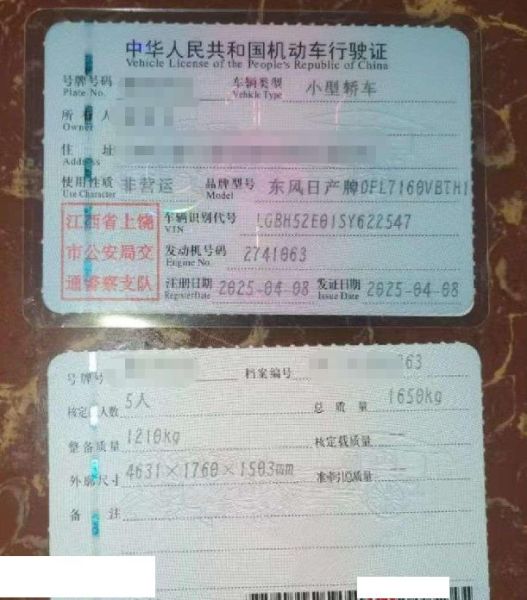 中华人民共和国机动车行驶证
Vehicle License of the People's Republic of China
号牌号码 车辆类型 小型轿车
Plate No. Vehicle Type
所有人
Owner
住 址
Address
使用性质 非营运 品牌型号 东风日产牌DFL7160VBTH1
Use Character Model
江西省上饶
市公安局交
通警察支队
车辆识别代号 LGBH52E01SY622547
VIN
发动机号码 2741063
Engine No.
注册日期 2025-04-08 发证日期 2025-04-08
Register Date Issue Date
号牌号 档案编号 063
核定 人数 5人 总质量 1650kg
整备质量 1210kg 核定载质量 --
外廓尺寸 4631×1760×1503mm 准牵引总质量 --
备 注